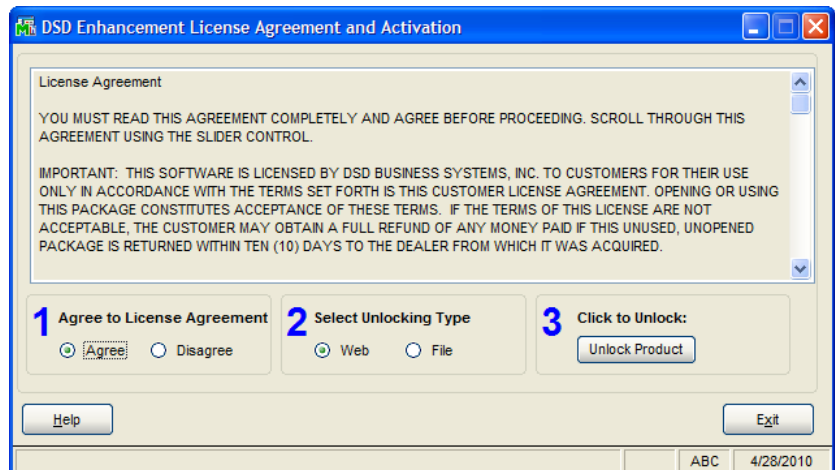 DSD Enhancement License Agreement and Activation
License Agreement
YOU MUST READ THIS AGREEMENT COMPLETELY AND AGREE BEFORE PROCEEDING. SCROLL THROUGH THIS
AGREEMENT USING THE SLIDER CONTROL.
IMPORTANT: THIS SOFTWARE IS LICENSED BY DSD BUSINESS SYSTEMS, INC. TO CUSTOMERS FOR THEIR USE
ONLY IN ACCORDANCE WITH THE TERMS SET FORTH IS THIS CUSTOMER LICENSE AGREEMENT. OPENING OR USING
THIS PACKAGE CONSTITUTES ACCEPTANCE OF THESE TERMS. IF THE TERMS OF THIS LICENSE ARE NOT
ACCEPTABLE, THE CUSTOMER MAY OBTAIN A FULL REFUND OF ANY MONEY PAID IF THIS UNUSED, UNOPENED
PACKAGE IS RETURNED WITHIN TEN (10) DAYS TO THE DEALER FROM WHICH IT WAS ACQUIRED.
1 Agree to License Agreement
Agree Disagree
2 Select Unlocking Type
Web File
3 Click to Unlock:
Unlock Product
Help Exit
ABC 4/28/2010